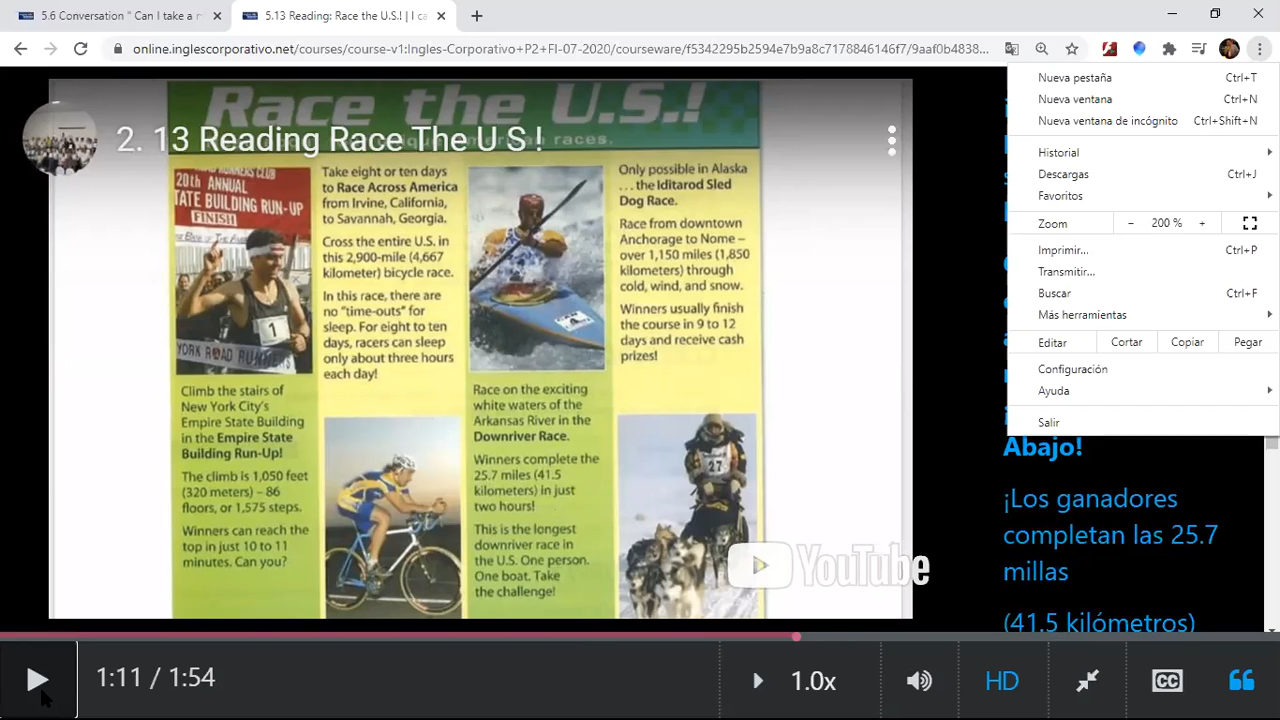 5.6 Conversation " Can I take a m
5.13 Reading: Race the U.S.! | I ca
online.inglescorporativo.net/courses/course-v1:Ingles-Corporativo+P2+FI-07-2020/courseware/f5342295b2594e7b9a8c7178846146f7/9aaf0b4838...
Race the U.S.!
2. 13 Reading Race The U S !
American races.
20th ANNUAL
STATE BUILDING RUN-UP
FINISH
1
YORK ROAD RUNNERS
Climb the stairs of
New York City's
Empire State Building
in the Empire State
Building Run-Up!
The climb is 1,050 feet
(320 meters) – 86
floors, or 1,575 steps.
Winners can reach the
top in just 10 to 11
minutes. Can you?
Take eight or ten days
to Race Across America
from Irvine, California,
to Savannah, Georgia.
Cross the entire U.S. in
this 2,900-mile (4,667
kilometer) bicycle race.
In this race, there are
no "time-outs" for
sleep. For eight to ten
days, racers can sleep
only about three hours
each day!
Race on the exciting
white waters of the
Arkansas River in the
Downriver Race.
Winners complete the
25.7 miles (41.5
kilometers) in just
two hours!
This is the longest
downriver race in
the U.S. One person.
One boat. Take
the challenge!
Only possible in Alaska
... the Iditarod Sled
Dog Race.
Race from downtown
Anchorage to Nome –
over 1,150 miles (1,850
kilometers) through
cold, wind, and snow.
Winners usually finish
the course in 9 to 12
days and receive cash
prizes!
27
YouTube
Nueva pestaña Ctrl+T
Nueva ventana Ctrl+N
Nueva ventana de incógnito Ctrl+Shift+N
Historial
Descargas Ctrl+J
Favoritos
Zoom - 200 % +
Imprimir... Ctrl+P
Transmitir...
Buscar Ctrl+F
Más herramientas
Editar Cortar Copiar Pegar
Configuración
Ayuda
Salir
Abajo!
¡Los ganadores
completan las 25.7
millas
(41.5 kilómetros)
1:11 / 1:54
1.0x
HD
CC